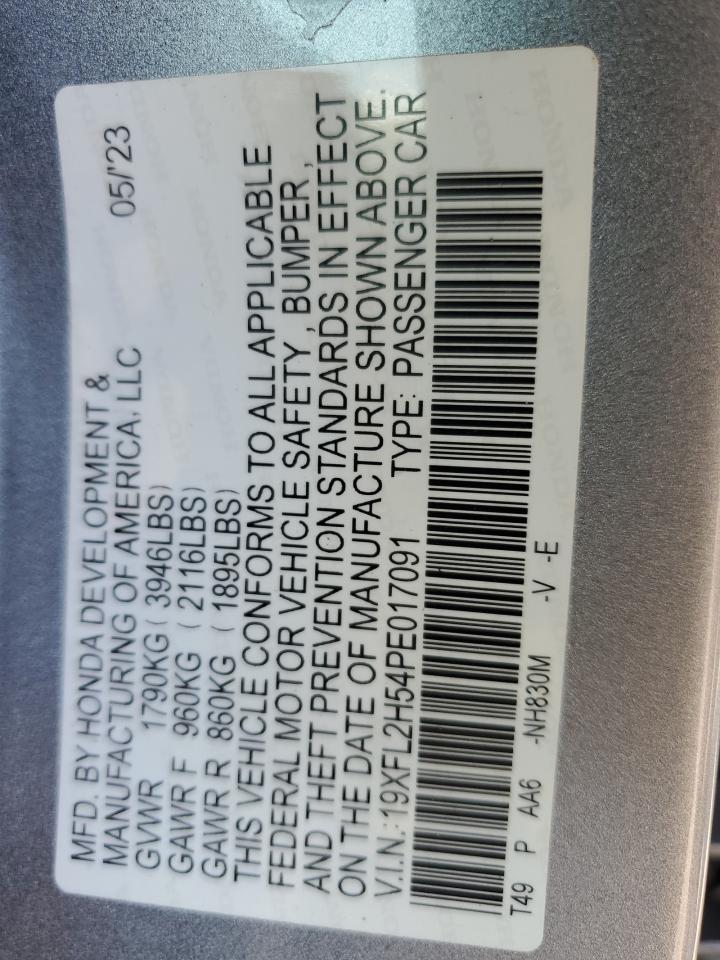 MFD. BY HONDA DEVELOPMENT &
MANUFACTURING OF AMERICA, LLC 05/'23
GVWR 1790KG ( 3946LBS)
GAWR F 960KG ( 2116LBS)
GAWR R 860KG ( 1895LBS)
THIS VEHICLE CONFORMS TO ALL APPLICABLE
FEDERAL MOTOR VEHICLE SAFETY , BUMPER ,
AND THEFT PREVENTION STANDARDS IN EFFECT
ON THE DATE OF MANUFACTURE SHOWN ABOVE.
V.I.N.:19XFL2H54PE017091 TYPE: PASSENGER CAR
T49 P AA6 -NH830M -V -E